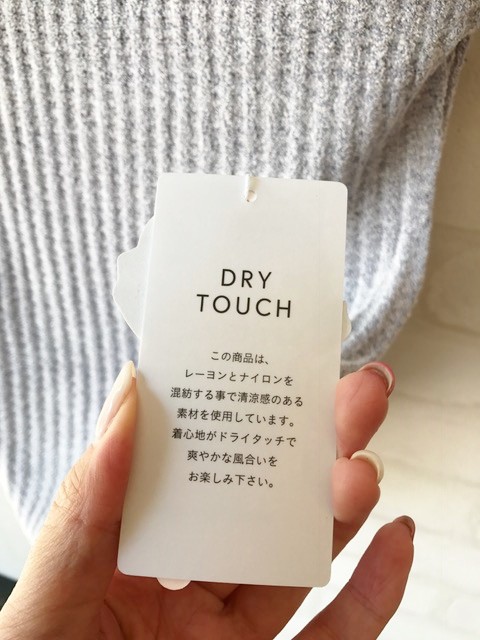 DRY
TOUCH
この商品は、
レーヨンとナイロンを
混紡する事で清涼感のある
素材を使用しています。
着心地がドライタッチで
爽やかな風合いを
お楽しみ下さい。